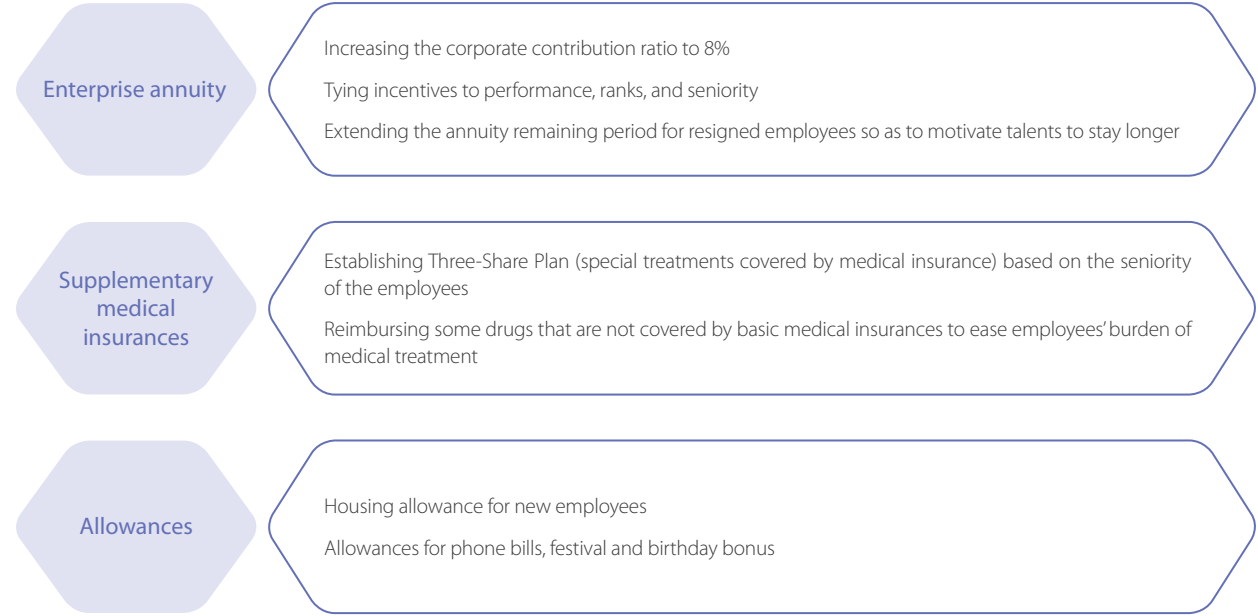 Enterprise annuity
Increasing the corporate contribution ratio to 8%
Tying incentives to performance, ranks, and seniority
Extending the annuity remaining period for resigned employees so as to motivate talents to stay longer
Supplementary
medical
insurances
Establishing Three-Share Plan (special treatments covered by medical insurance) based on the seniority
of the employees
Reimbursing some drugs that are not covered by basic medical insurances to ease employees' burden of
medical treatment
Allowances
Housing allowance for new employees
Allowances for phone bills, festival and birthday bonus